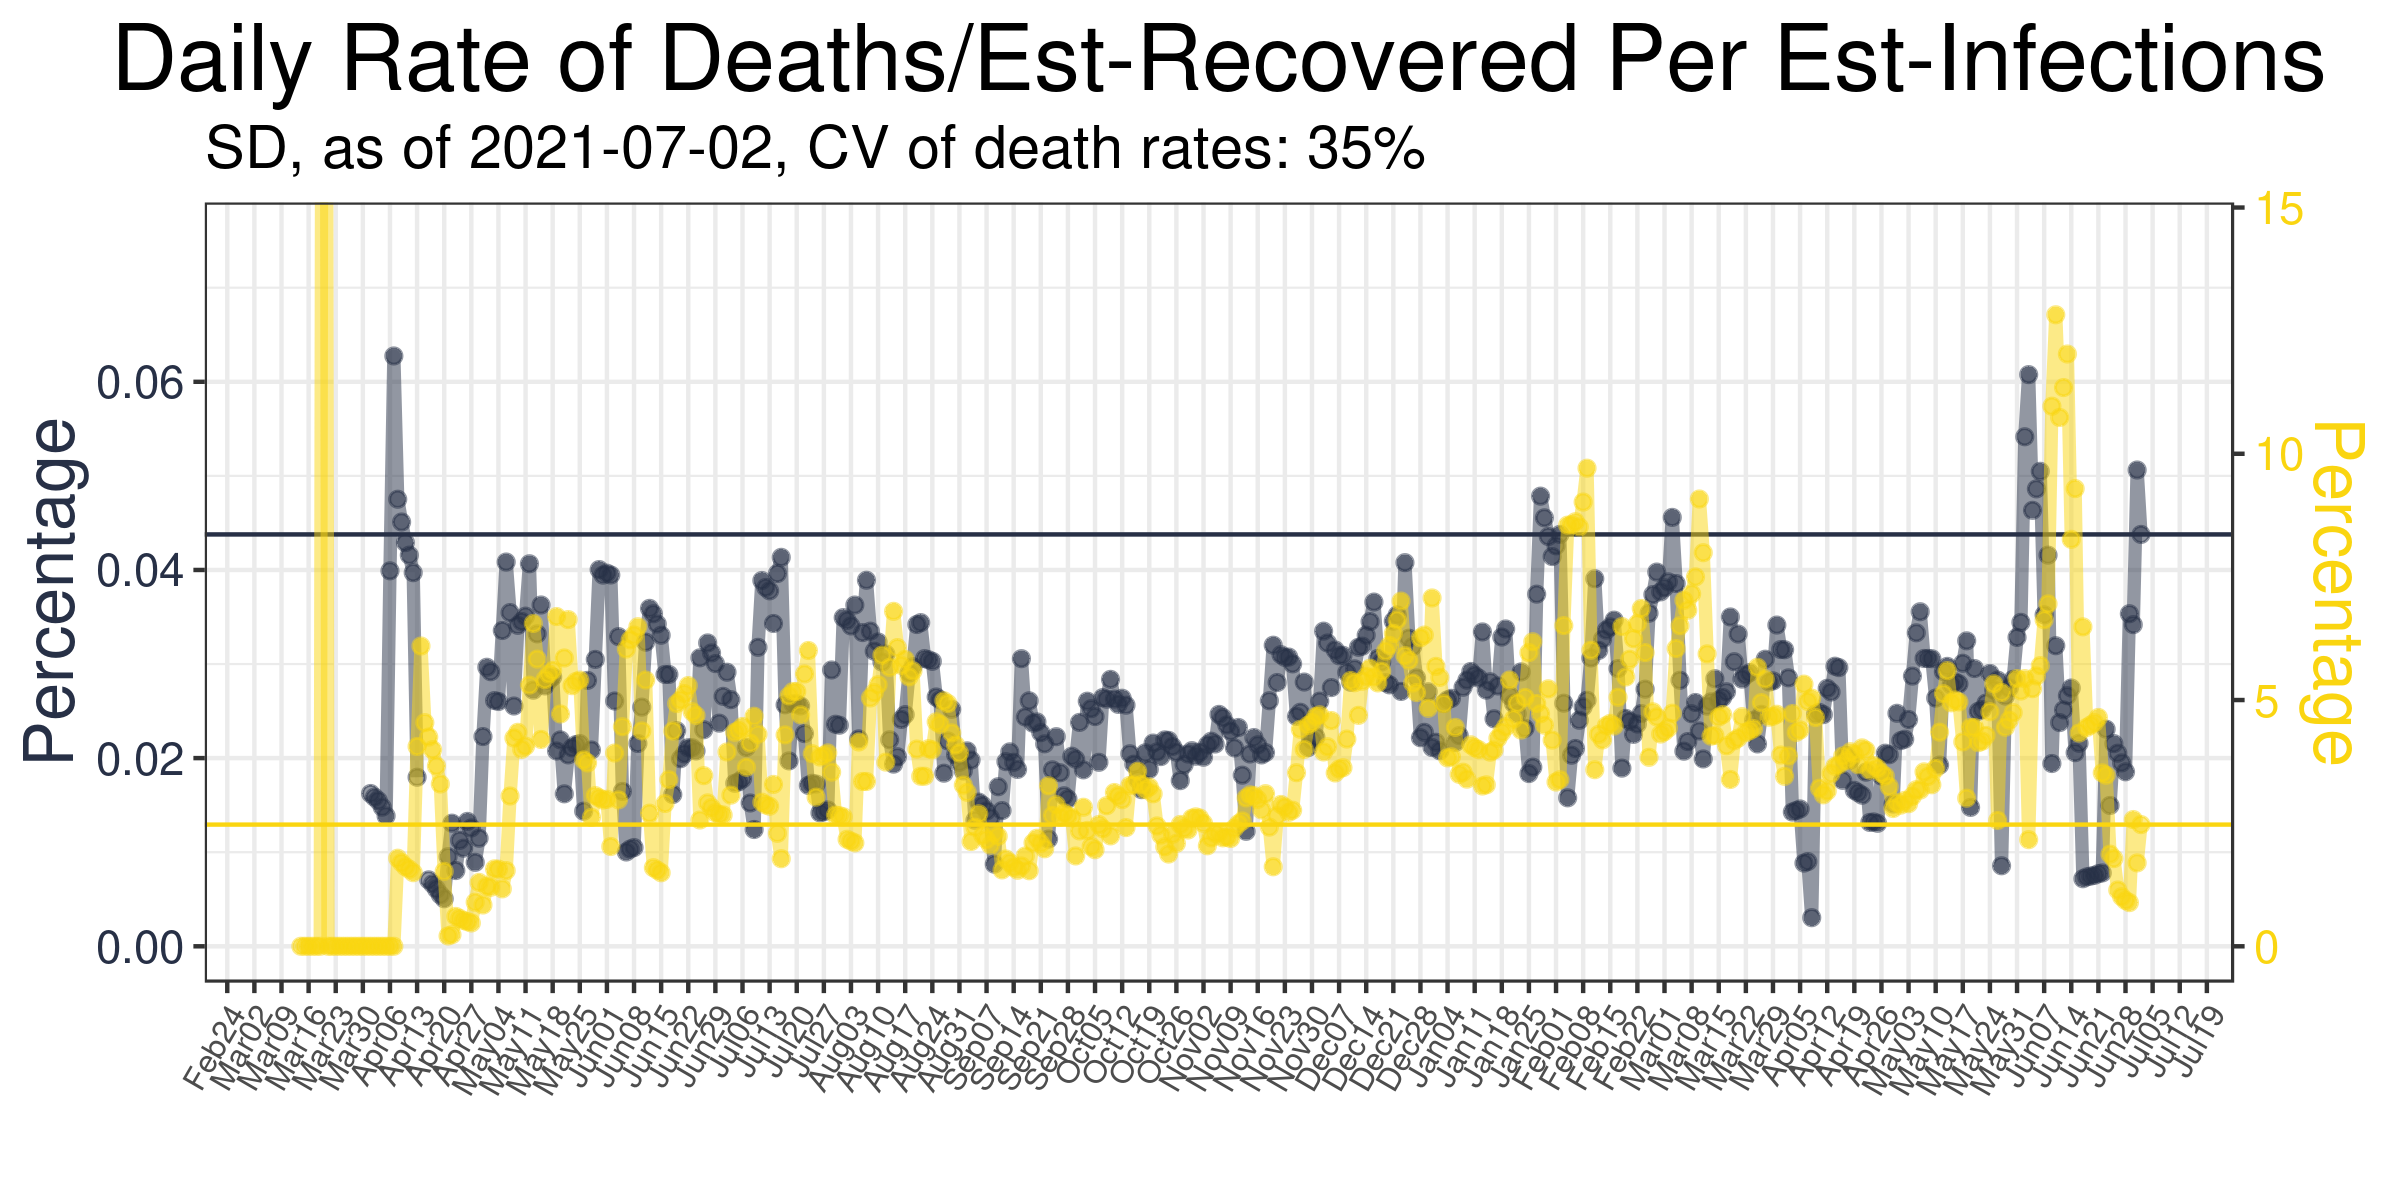 Daily Rate of Deaths/Est-Recovered Per Est-Infections
SD, as of 2021-07-02, CV of death rates: 35%
Percentage
0.06
0.04
0.02
0.00
15
10
5
0
Percentage
Feb24
Mar02
Mar09
Mar16
Mar23
Mar30
Apr06
Apr13
Apr20
Apr27
May04
May11
May18
May25
Jun01
Jun08
Jun15
Jun22
Jun29
Jul06
Jul13
Jul20
Jul27
Aug03
Aug10
Aug17
Aug24
Aug31
Sep07
Sep14
Sep21
Sep28
Oct05
Oct12
Oct19
Oct26
Nov02
Nov09
Nov16
Nov23
Nov30
Dec07
Dec14
Dec21
Dec28
Jan04
Jan11
Jan18
Jan25
Feb01
Feb08
Feb15
Feb22
Mar01
Mar08
Mar15
Mar22
Mar29
Apr05
Apr12
Apr19
Apr26
May03
May10
May17
May24
May31
Jun07
Jun14
Jun21
Jun28
Jul05
Jul12
Jul19